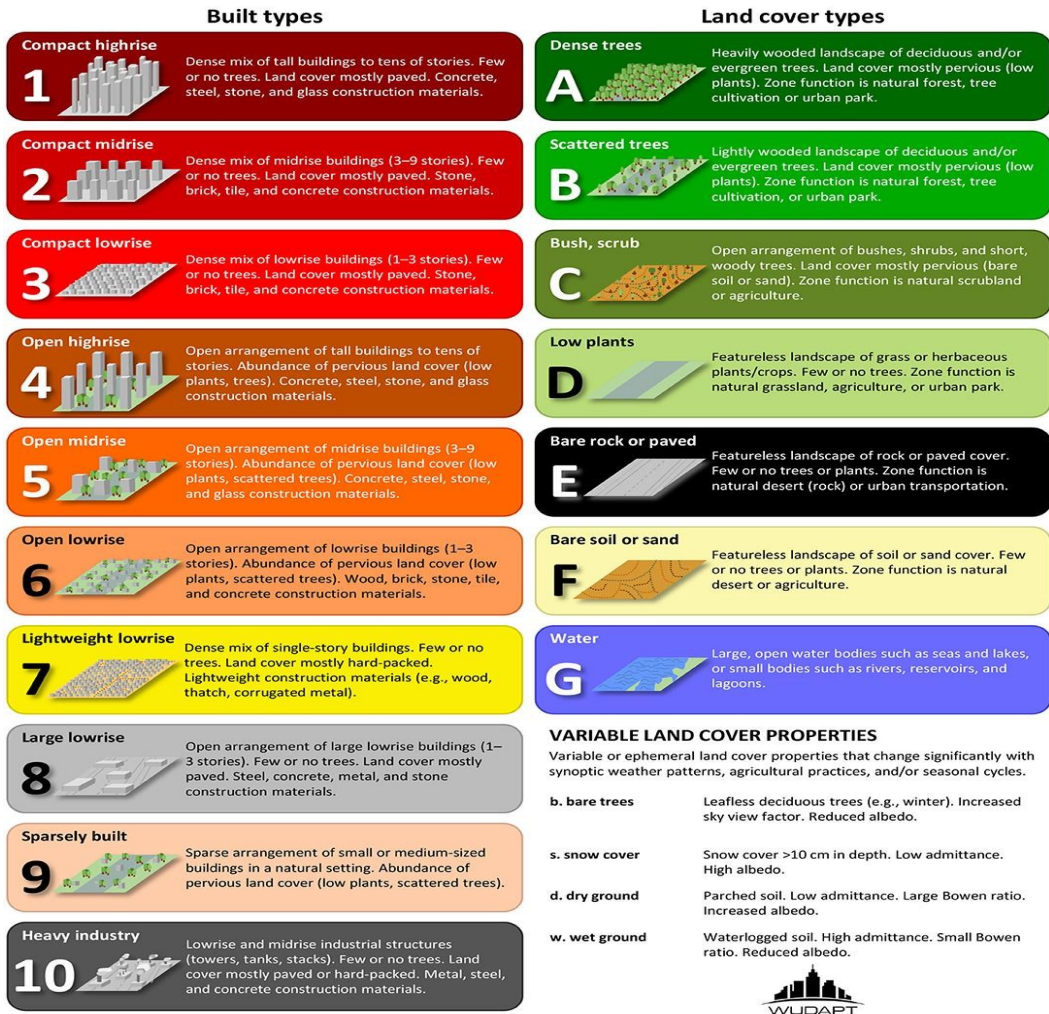 Built types
Compact highrise
1
Dense mix of tall buildings to tens of stories. Few
or no trees. Land cover mostly paved. Concrete,
steel, stone, and glass construction materials.
Compact midrise
2
Dense mix of midrise buildings (3–9 stories). Few
or no trees. Land cover mostly paved. Stone,
brick, tile, and concrete construction materials.
Compact lowrise
3
Dense mix of lowrise buildings (1–3 stories). Few
or no trees. Land cover mostly paved. Stone,
brick, tile, and concrete construction materials.
Open highrise
4
Open arrangement of tall buildings to tens of
stories. Abundance of pervious land cover (low
plants, trees). Concrete, steel, stone, and glass
construction materials.
Open midrise
5
Open arrangement of midrise buildings (3–9
stories). Abundance of pervious land cover (low
plants, scattered trees). Concrete, steel, stone,
and glass construction materials.
Open lowrise
6
Open arrangement of lowrise buildings (1–3
stories). Abundance of pervious land cover (low
plants, scattered trees). Wood, brick, stone, tile,
and concrete construction materials.
Lightweight lowrise
7
Dense mix of single-story buildings. Few or no
trees. Land cover mostly hard-packed.
Lightweight construction materials (e.g., wood,
thatch, corrugated metal).
Large lowrise
8
Open arrangement of large lowrise buildings (1–
3 stories). Few or no trees. Land cover mostly
paved. Steel, concrete, metal, and stone
construction materials.
Sparsely built
9
Sparse arrangement of small or medium-sized
buildings in a natural setting. Abundance of
pervious land cover (low plants, scattered trees).
Heavy industry
10
Lowrise and midrise industrial structures
(towers, tanks, stacks). Few or no trees. Land
cover mostly paved or hard-packed. Metal, steel,
and concrete construction materials.
Land cover types
Dense trees
A
Heavily wooded landscape of deciduous and/or
evergreen trees. Land cover mostly pervious (low
plants). Zone function is natural forest, tree
cultivation or urban park.
Scattered trees
B
Lightly wooded landscape of deciduous and/or
evergreen trees. Land cover mostly pervious (low
plants). Zone function is natural forest, tree
cultivation, or urban park.
Bush, scrub
C
Open arrangement of bushes, shrubs, and short,
woody trees. Land cover mostly pervious (bare
soil or sand). Zone function is natural scrubland
or agriculture.
Low plants
D
Featureless landscape of grass or herbaceous
plants/crops. Few or no trees. Zone function is
natural grassland, agriculture, or urban park.
Bare rock or paved
E
Featureless landscape of rock or paved cover.
Few or no trees or plants. Zone function is
natural desert (rock) or urban transportation.
Bare soil or sand
F
Featureless landscape of soil or sand cover. Few
or no trees or plants. Zone function is natural
desert or agriculture.
Water
G
Large, open water bodies such as seas and lakes,
or small bodies such as rivers, reservoirs, and
lagoons.
VARIABLE LAND COVER PROPERTIES
Variable or ephemeral land cover properties that change significantly with
synoptic weather patterns, agricultural practices, and/or seasonal cycles.
b. bare trees
Leafless deciduous trees (e.g., winter). Increased
sky view factor. Reduced albedo.
s. snow cover
Snow cover >10 cm in depth. Low admittance.
High albedo.
d. dry ground
Parched soil. Low admittance. Large Bowen ratio.
Increased albedo.
w. wet ground
Waterlogged soil. High admittance. Small Bowen
ratio. Reduced albedo.
WUDAPT